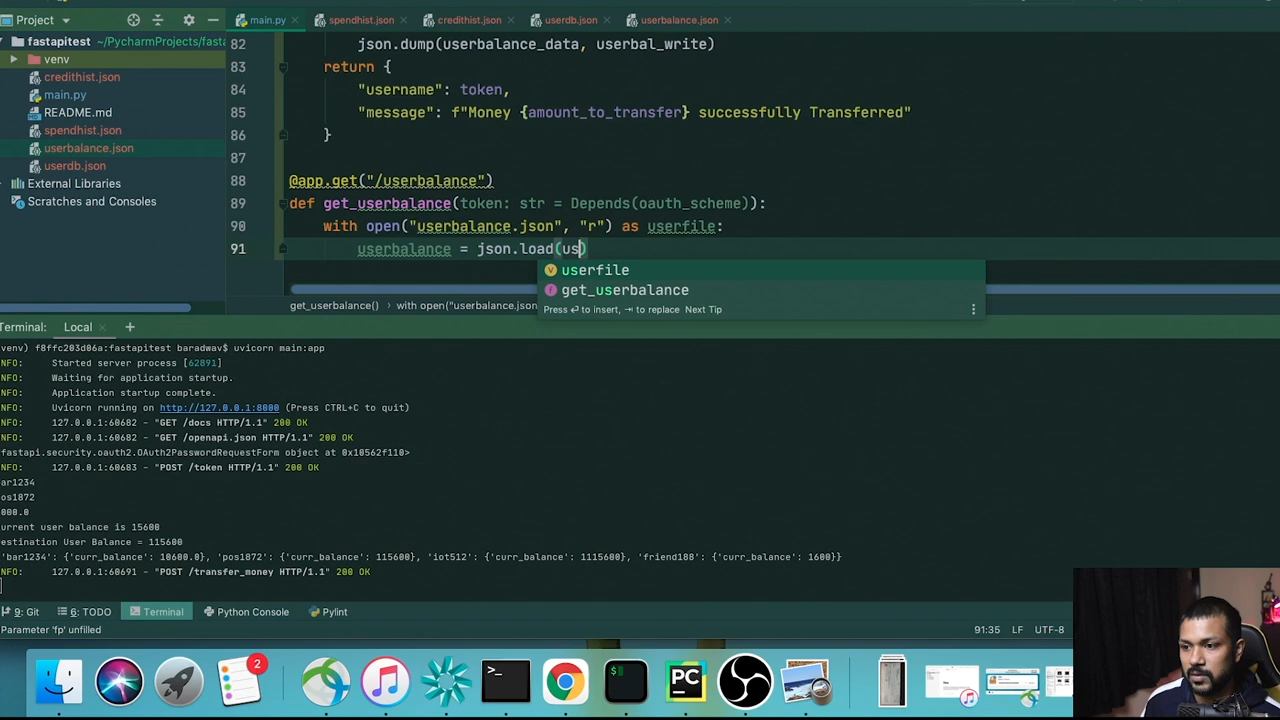 Project
main.py
spendhist.json
credithist.json
userdb.json
userbalance.json
fastapitest ~/PycharmProjects/fasta
venv
credithist.json
main.py
README.md
spendhist.json
userbalance.json
userdb.json
External Libraries
Scratches and Consoles
82 json.dump(userbalance_data, userbal_write)
83 return {
84 "username": token,
85 "message": f"Money {amount_to_transfer} successfully Transferred"
86 }
87
88 @app.get("/userbalance")
89 def get_userbalance(token: str = Depends(oauth_scheme)):
90 with open("userbalance.json", "r") as userfile:
91 userbalance = json.load(us)
userfile
get_userbalance
Press ⏎ to insert, ⇥ to replace Next Tip
get_userbalance() with open("userbalance.json
Terminal: Local +
venv) f8ffc203d06a:fastapitest baradwav$ uvicorn main:app
NFO: Started server process [62891]
NFO: Waiting for application startup.
NFO: Application startup complete.
NFO: Uvicorn running on http://127.0.0.1:8000 (Press CTRL+C to quit)
NFO: 127.0.0.1:60682 - "GET /docs HTTP/1.1" 200 OK
NFO: 127.0.0.1:60682 - "GET /openapi.json HTTP/1.1" 200 OK
fastapi.security.oauth2.OAuth2PasswordRequestForm object at 0x10562f110>
NFO: 127.0.0.1:60683 - "POST /token HTTP/1.1" 200 OK
ar1234
os1872
000.0
urrent user balance is 15600
estination User Balance = 115600
'bar1234': {'curr_balance': 10600.0}, 'pos1872': {'curr_balance': 115600}, 'iot512': {'curr_balance': 1115600}, 'friend188': {'curr_balance': 1600}}
NFO: 127.0.0.1:60691 - "POST /transfer_money HTTP/1.1" 200 OK
9: Git 6: TODO Terminal Python Console Pylint
Parameter 'fp' unfilled 91:35 LF UTF-8
2
PC